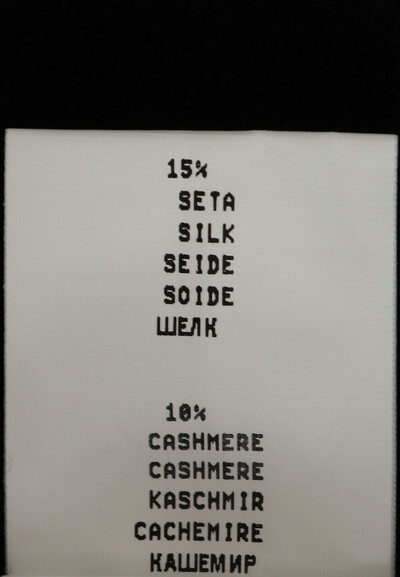 15%
SETA
SILK
SEIDE
SOIDE
ШЕЛК
10%
CASHMERE
CASHMERE
KASCHMIR
CACHEMIRE
КАШЕМИР